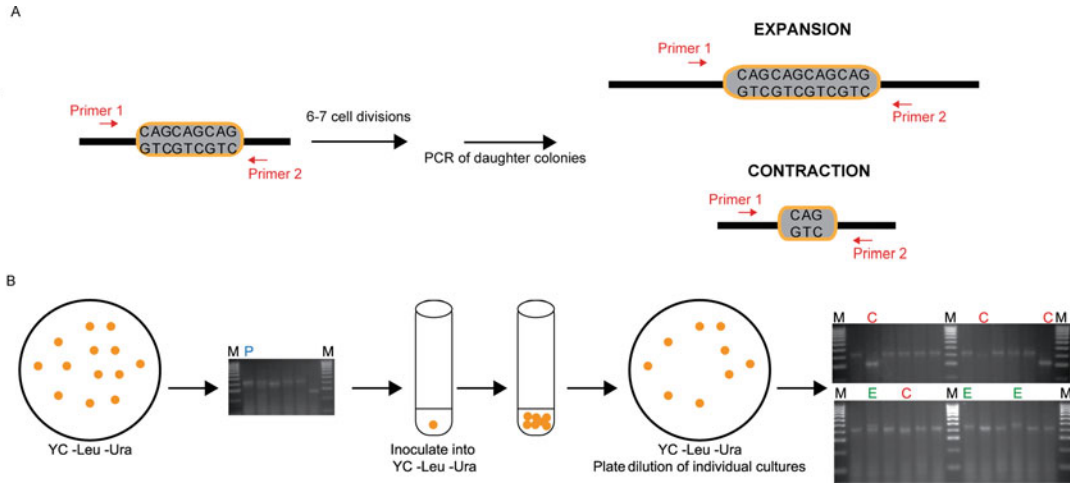 A
EXPANSION
Primer 1
CAGCAGCAGCAG
GTCGTCGTCGTC
Primer 2
Primer 1
CAGCAGCAG
GTCGTCGTC
Primer 2
6-7 cell divisions
PCR of daughter colonies
CONTRACTION
Primer 1
CAG
GTC
Primer 2
B
YC -Leu -Ura
M P M
Inoculate into
YC -Leu -Ura
YC -Leu -Ura
Plate dilution of individual cultures
M C M C C M
M E C M E E M